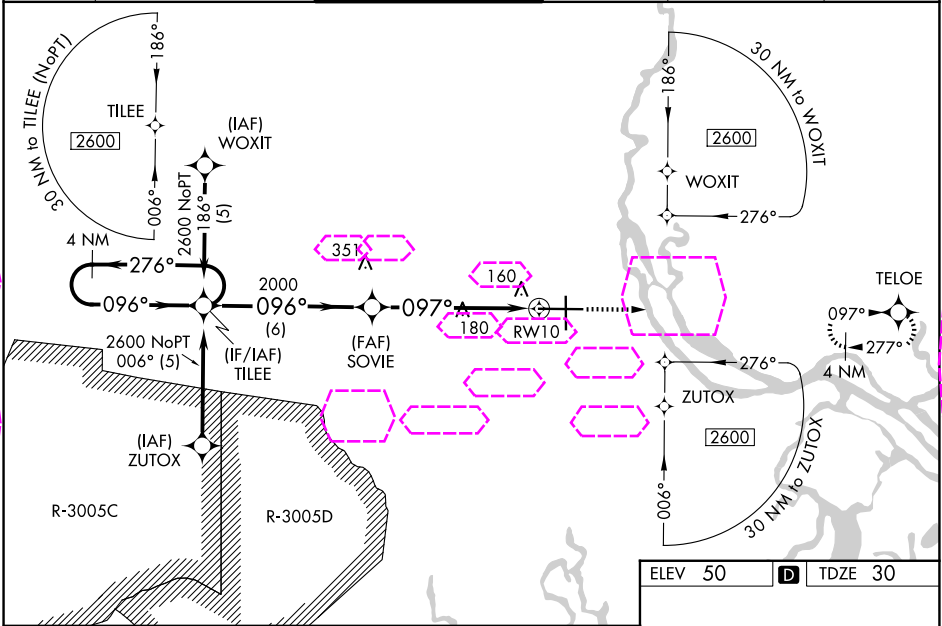 30 NM to TILEE (NoPT)
186°
TILEE
2600
006°
(IAF)
WOXIT
2600 NoPT
186°
(5)
4 NM
276°
096°
2600 NoPT
006° (5)
(IF/IAF)
TILEE
2000
096°
(6)
(FAF)
SOVIE
097°
351
160
180
RW10
(IAF)
ZUTOX
R-3005C
R-3005D
30 NM to WOXIT
186°
2600
WOXIT
276°
TELOE
097°
277°
4 NM
276°
ZUTOX
2600
006°
30 NM to ZUTOX
ELEV 50
D
TDZE 30